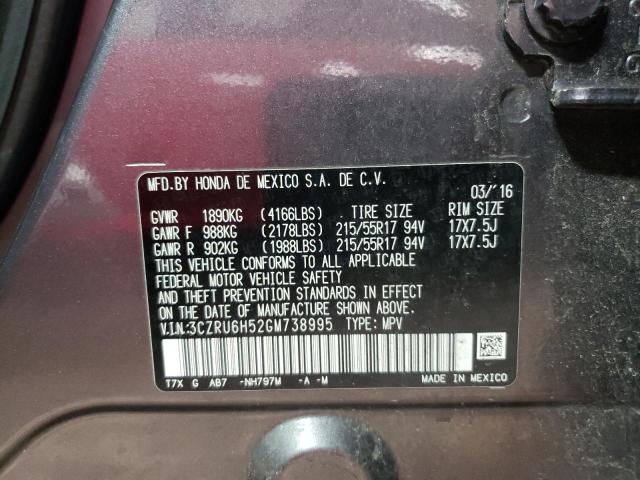 MFD.BY HONDA DE MEXICO S.A. DE C.V.
03/'16
GVWR 1890KG (4166LBS) TIRE SIZE RIM SIZE
GAWR F 988KG (2178LBS) 215/55R17 94V 17X7.5J
GAWR R 902KG (1988LBS) 215/55R17 94V 17X7.5J
THIS VEHICLE CONFORMS TO ALL APPLICABLE
FEDERAL MOTOR VEHICLE SAFETY
AND THEFT PREVENTION STANDARDS IN EFFECT
ON THE DATE OF MANUFACTURE SHOWN ABOVE.
V.I.N:3CZRU6H52GM738995 TYPE: MPV
T7X G AB7 -NH797M -A -M MADE IN MEXICO